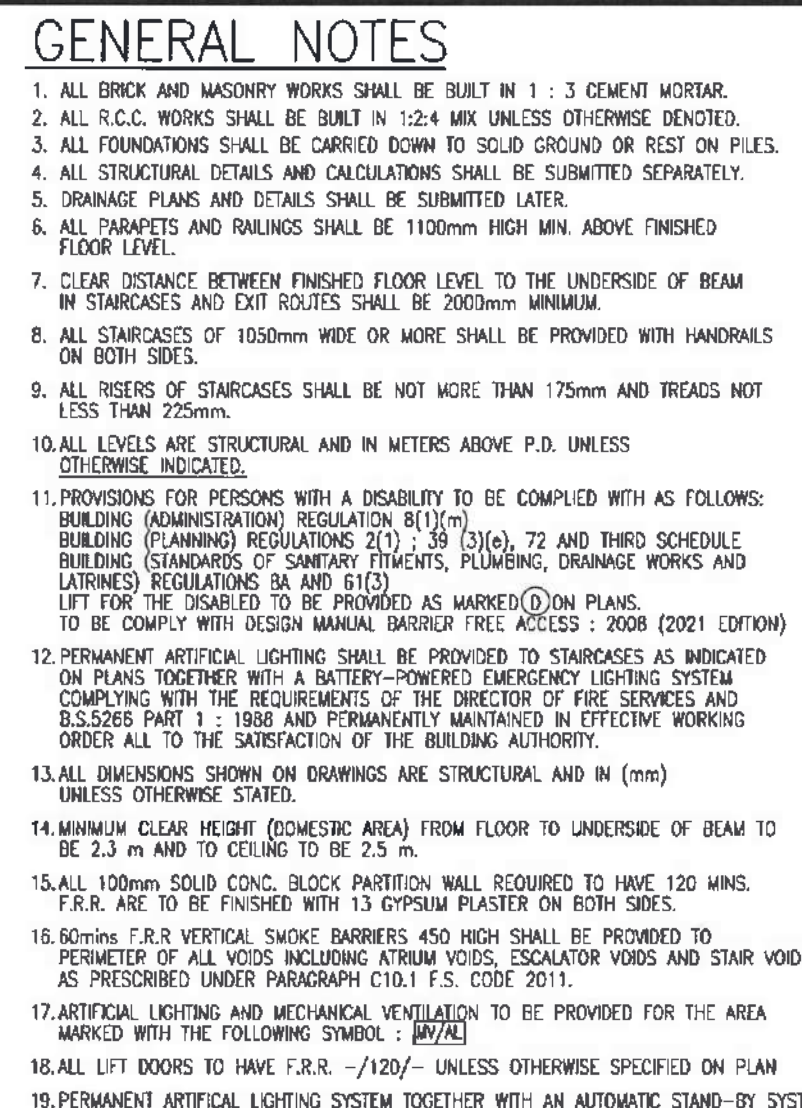 GENERAL NOTES
1. ALL BRICK AND MASONRY WORKS SHALL BE BUILT IN 1 : 3 CEMENT MORTAR.
2. ALL R.C.C. WORKS SHALL BE BUILT IN 1:2:4 MIX UNLESS OTHERWISE DENOTED.
3. ALL FOUNDATIONS SHALL BE CARRIED DOWN TO SOLID GROUND OR REST ON PILES.
4. ALL STRUCTURAL DETAILS AND CALCULATIONS SHALL BE SUBMITTED SEPARATELY.
5. DRAINAGE PLANS AND DETAILS SHALL BE SUBMITTED LATER.
6. ALL PARAPETS AND RAILINGS SHALL BE 1100mm HIGH MIN. ABOVE FINISHED
FLOOR LEVEL.
7. CLEAR DISTANCE BETWEEN FINISHED FLOOR LEVEL TO THE UNDERSIDE OF BEAM
IN STAIRCASES AND EXIT ROUTES SHALL BE 2000mm MINIMUM.
8. ALL STAIRCASES OF 1050mm WIDE OR MORE SHALL BE PROVIDED WITH HANDRAILS
ON BOTH SIDES.
9. ALL RISERS OF STAIRCASES SHALL BE NOT MORE THAN 175mm AND TREADS NOT
LESS THAN 225mm.
10. ALL LEVELS ARE STRUCTURAL AND IN METERS ABOVE P.D. UNLESS
OTHERWISE INDICATED.
11. PROVISIONS FOR PERSONS WITH A DISABILITY TO BE COMPLIED WITH AS FOLLOWS:
BUILDING (ADMINISTRATION) REGULATION 8(1)(m)
BUILDING (PLANNING) REGULATIONS 2(1) ; 39 (3)(e), 72 AND THIRD SCHEDULE
BUILDING (STANDARDS OF SANITARY FITMENTS, PLUMBING, DRAINAGE WORKS AND
LATRINES) REGULATIONS 8A AND 61(3)
LIFT FOR THE DISABLED TO BE PROVIDED AS MARKED D ON PLANS.
TO BE COMPLY WITH DESIGN MANUAL BARRIER FREE ACCESS : 2008 (2021 EDITION)
12. PERMANENT ARTIFICIAL LIGHTING SHALL BE PROVIDED TO STAIRCASES AS INDICATED
ON PLANS TOGETHER WITH A BATTERY-POWERED EMERGENCY LIGHTING SYSTEM
COMPLYING WITH THE REQUIREMENTS OF THE DIRECTOR OF FIRE SERVICES AND
B.S.5266 PART 1 : 1988 AND PERMANENTLY MAINTAINED IN EFFECTIVE WORKING
ORDER ALL TO THE SATISFACTION OF THE BUILDING AUTHORITY.
13. ALL DIMENSIONS SHOWN ON DRAWINGS ARE STRUCTURAL AND IN (mm)
UNLESS OTHERWISE STATED.
14. MINIMUM CLEAR HEIGHT (DOMESTIC AREA) FROM FLOOR TO UNDERSIDE OF BEAM TO
BE 2.3 m AND TO CEILING TO BE 2.5 m.
15. ALL 100mm SOLID CONC. BLOCK PARTITION WALL REQUIRED TO HAVE 120 MINS.
F.R.R. ARE TO BE FINISHED WITH 13 GYPSUM PLASTER ON BOTH SIDES.
16. 60mins F.R.R VERTICAL SMOKE BARRIERS 450 HIGH SHALL BE PROVIDED TO
PERIMETER OF ALL VOIDS INCLUDING ATRIUM VOIDS, ESCALATOR VOIDS AND STAIR VOID
AS PRESCRIBED UNDER PARAGRAPH C10.1 F.S. CODE 2011.
17. ARTIFICIAL LIGHTING AND MECHANICAL VENTILATION TO BE PROVIDED FOR THE AREA
MARKED WITH THE FOLLOWING SYMBOL : MV/AL
18. ALL LIFT DOORS TO HAVE F.R.R. -/120/- UNLESS OTHERWISE SPECIFIED ON PLAN
19. PERMANENT ARTIFICAL LIGHTING SYSTEM TOGETHER WITH AN AUTOMATIC STAND-BY SYST